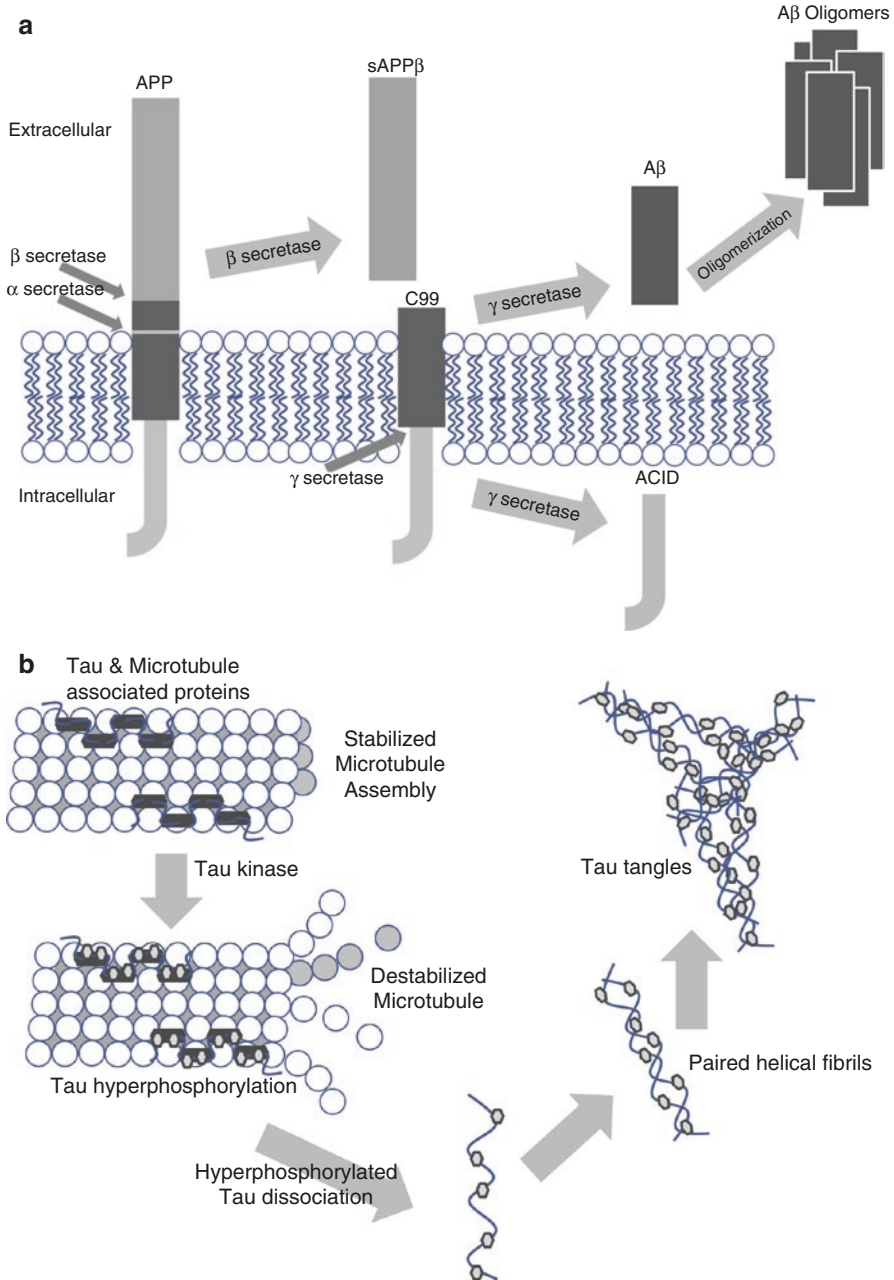 a
Aβ Oligomers
APP
sAPPβ
Extracellular
Aβ
β secretase
α secretase
β secretase
Oligomerization
C99
γ secretase
γ secretase
ACID
Intracellular
γ secretase
b
Tau & Microtubule
associated proteins
Stabilized
Microtubule
Assembly
Tau kinase
Tau tangles
Destabilized
Microtubule
Tau hyperphosphorylation
Paired helical fibrils
Hyperphosphorylated
Tau dissociation